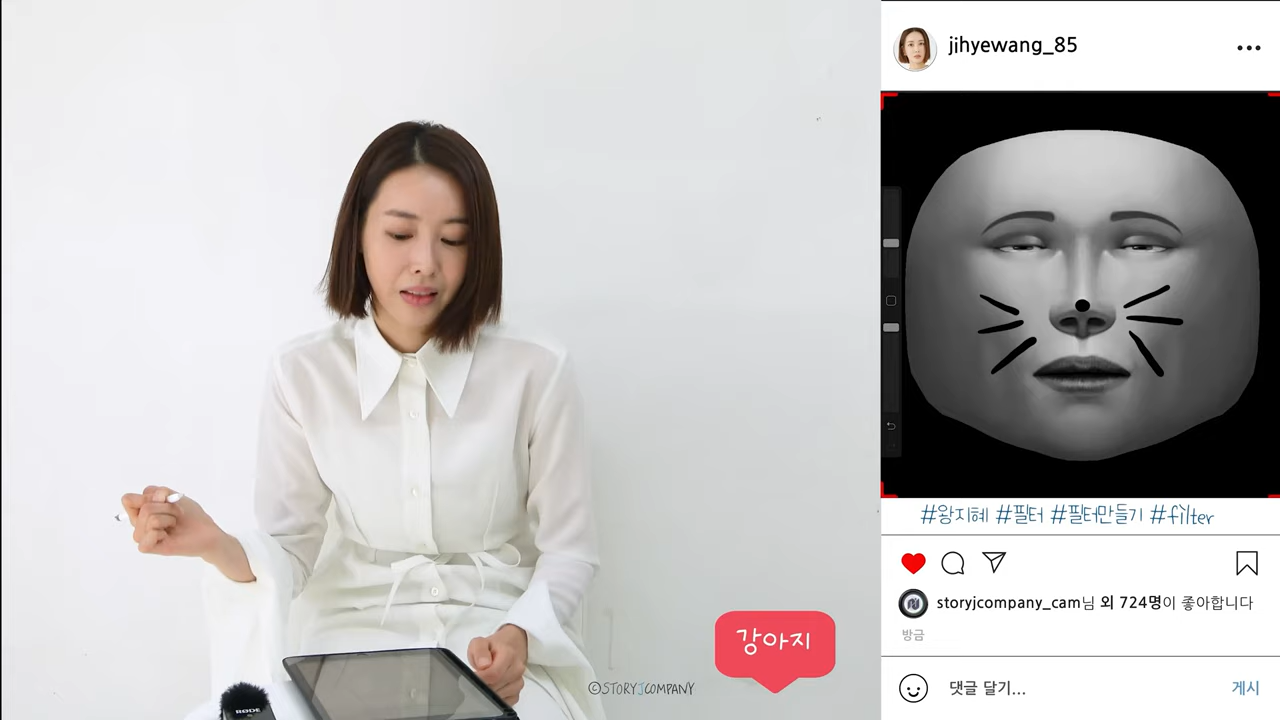 jihyewang_85
#왕지혜 #필터 #필터만들기 #filter
storyjcompany_cam님 외 724명이 좋아합니다
방금
댓글 달기...
게시
강아지
©STORYJCOMPANY
RØDE